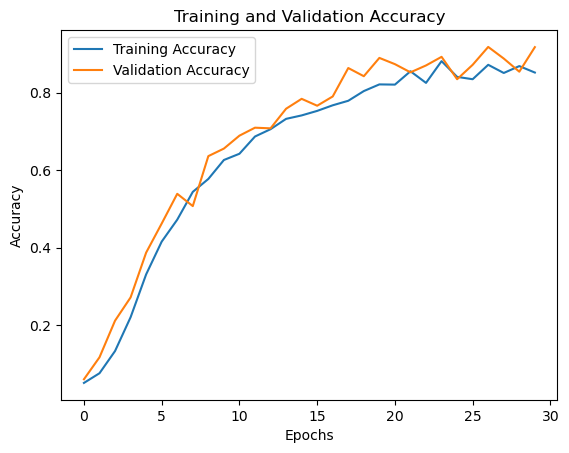 Training and Validation Accuracy
Training Accuracy
Validation Accuracy
0.8
0.6
0.4
0.2
Accuracy
0 5 10 15 20 25 30
Epochs